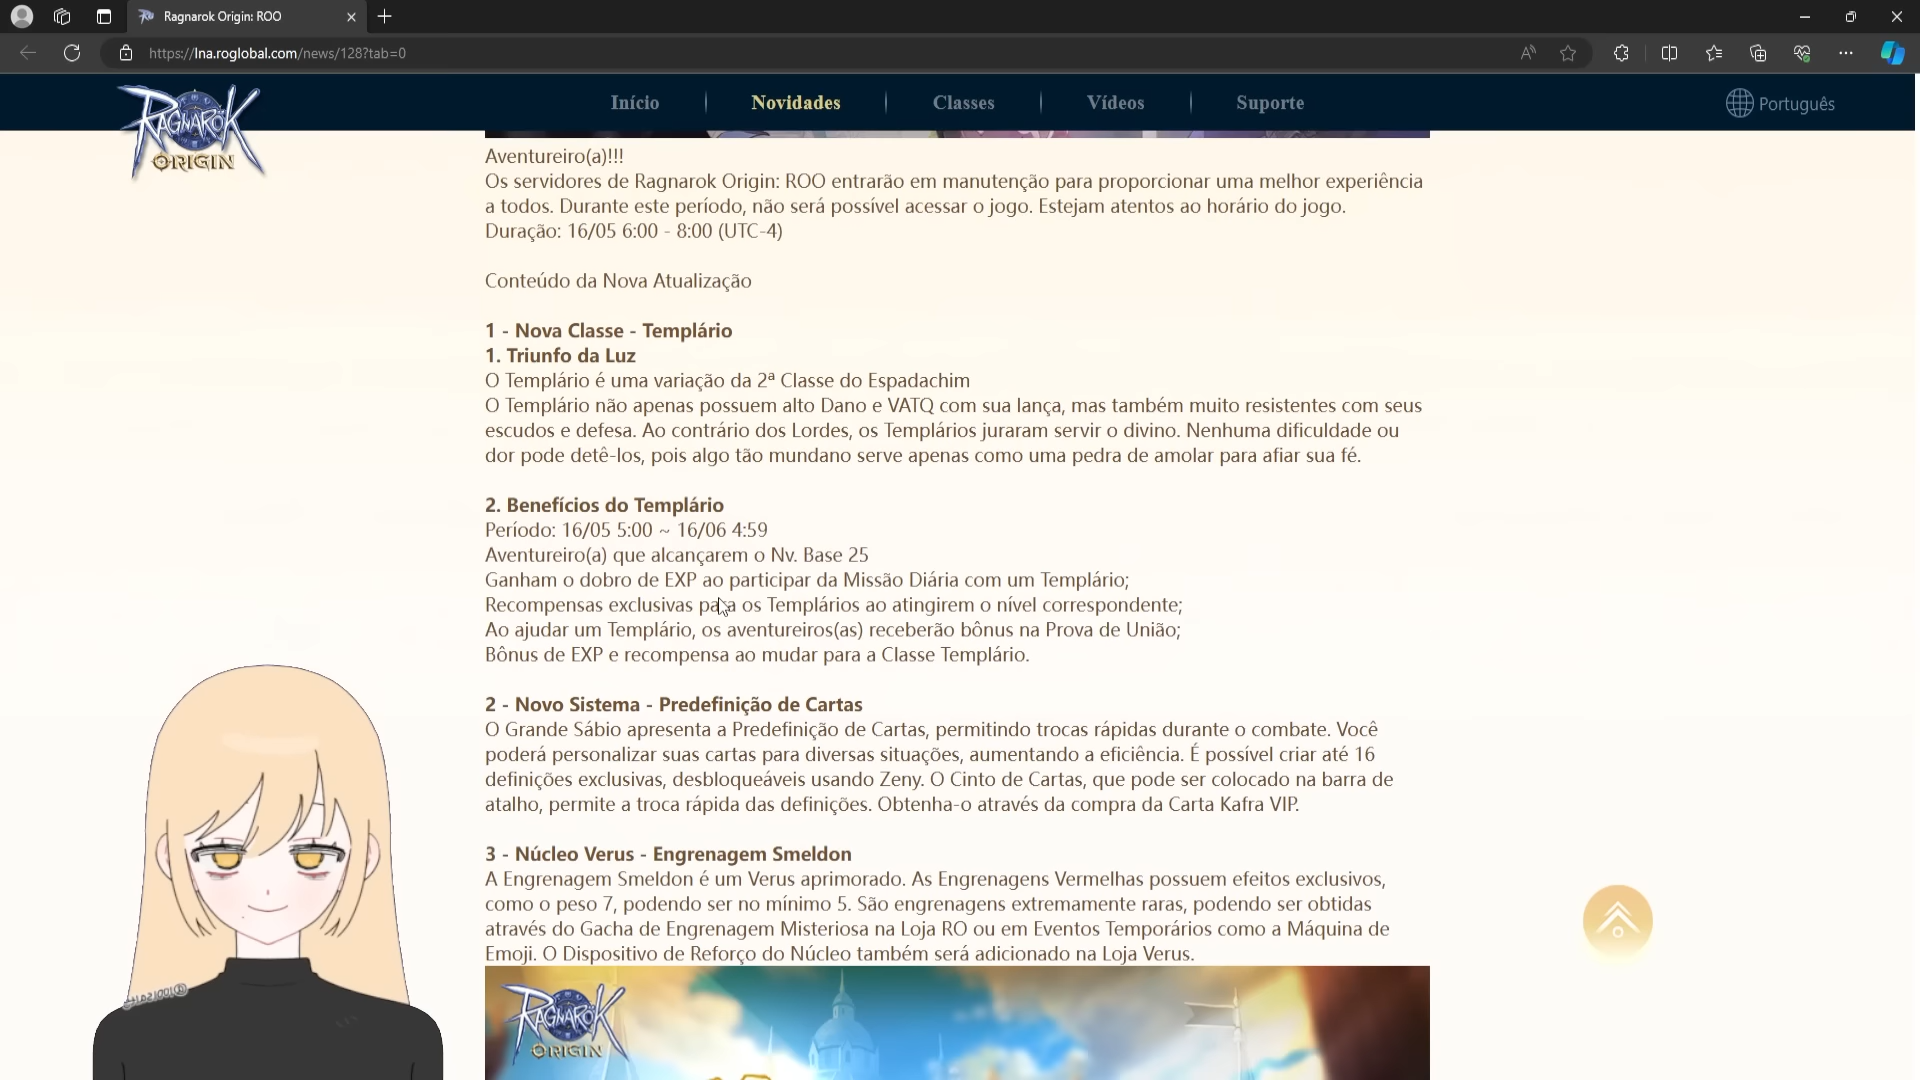 Ragnarok Origin: ROO
https://lna.roglobal.com/news/128?tab=0
RAGNARÖK
ORIGIN
Início
Novidades
Classes
Vídeos
Suporte
Português
Aventureiro(a)!!!
Os servidores de Ragnarok Origin: ROO entrarão em manutenção para proporcionar uma melhor experiência
a todos. Durante este período, não será possível acessar o jogo. Estejam atentos ao horário do jogo.
Duração: 16/05 6:00 - 8:00 (UTC-4)
Conteúdo da Nova Atualização
1 - Nova Classe - Templário
1. Triunfo da Luz
O Templário é uma variação da 2ª Classe do Espadachim
O Templário não apenas possuem alto Dano e VATQ com sua lança, mas também muito resistentes com seus
escudos e defesa. Ao contrário dos Lordes, os Templários juraram servir o divino. Nenhuma dificuldade ou
dor pode detê-los, pois algo tão mundano serve apenas como uma pedra de amolar para afiar sua fé.
2. Benefícios do Templário
Período: 16/05 5:00 ~ 16/06 4:59
Aventureiro(a) que alcançarem o Nv. Base 25
Ganham o dobro de EXP ao participar da Missão Diária com um Templário;
Recompensas exclusivas para os Templários ao atingirem o nível correspondente;
Ao ajudar um Templário, os aventureiros(as) receberão bônus na Prova de União;
Bônus de EXP e recompensa ao mudar para a Classe Templário.
2 - Novo Sistema - Predefinição de Cartas
O Grande Sábio apresenta a Predefinição de Cartas, permitindo trocas rápidas durante o combate. Você
poderá personalizar suas cartas para diversas situações, aumentando a eficiência. É possível criar até 16
definições exclusivas, desbloqueáveis usando Zeny. O Cinto de Cartas, que pode ser colocado na barra de
atalho, permite a troca rápida das definições. Obtenha-o através da compra da Carta Kafra VIP.
3 - Núcleo Verus - Engrenagem Smeldon
A Engrenagem Smeldon é um Verus aprimorado. As Engrenagens Vermelhas possuem efeitos exclusivos,
como o peso 7, podendo ser no mínimo 5. São engrenagens extremamente raras, podendo ser obtidas
através do Gacha de Engrenagem Misteriosa na Loja RO ou em Eventos Temporários como a Máquina de
Emoji. O Dispositivo de Reforço do Núcleo também será adicionado na Loja Verus.
RAGNARÖK
ORIGIN